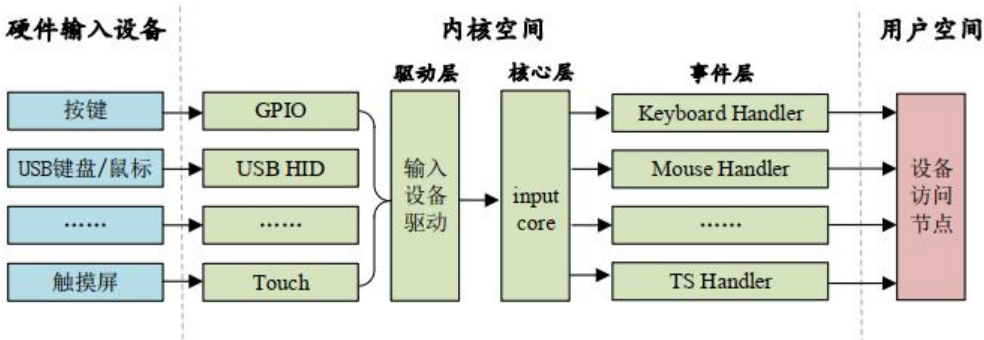 硬件输入设备
内核空间
用户空间
驱动层
核心层
事件层
按键
GPIO
Keyboard Handler
USB键盘/鼠标
USB HID
Mouse Handler
……
……
……
触摸屏
Touch
TS Handler
输入
设备
驱动
input
core
设备
访问
节点